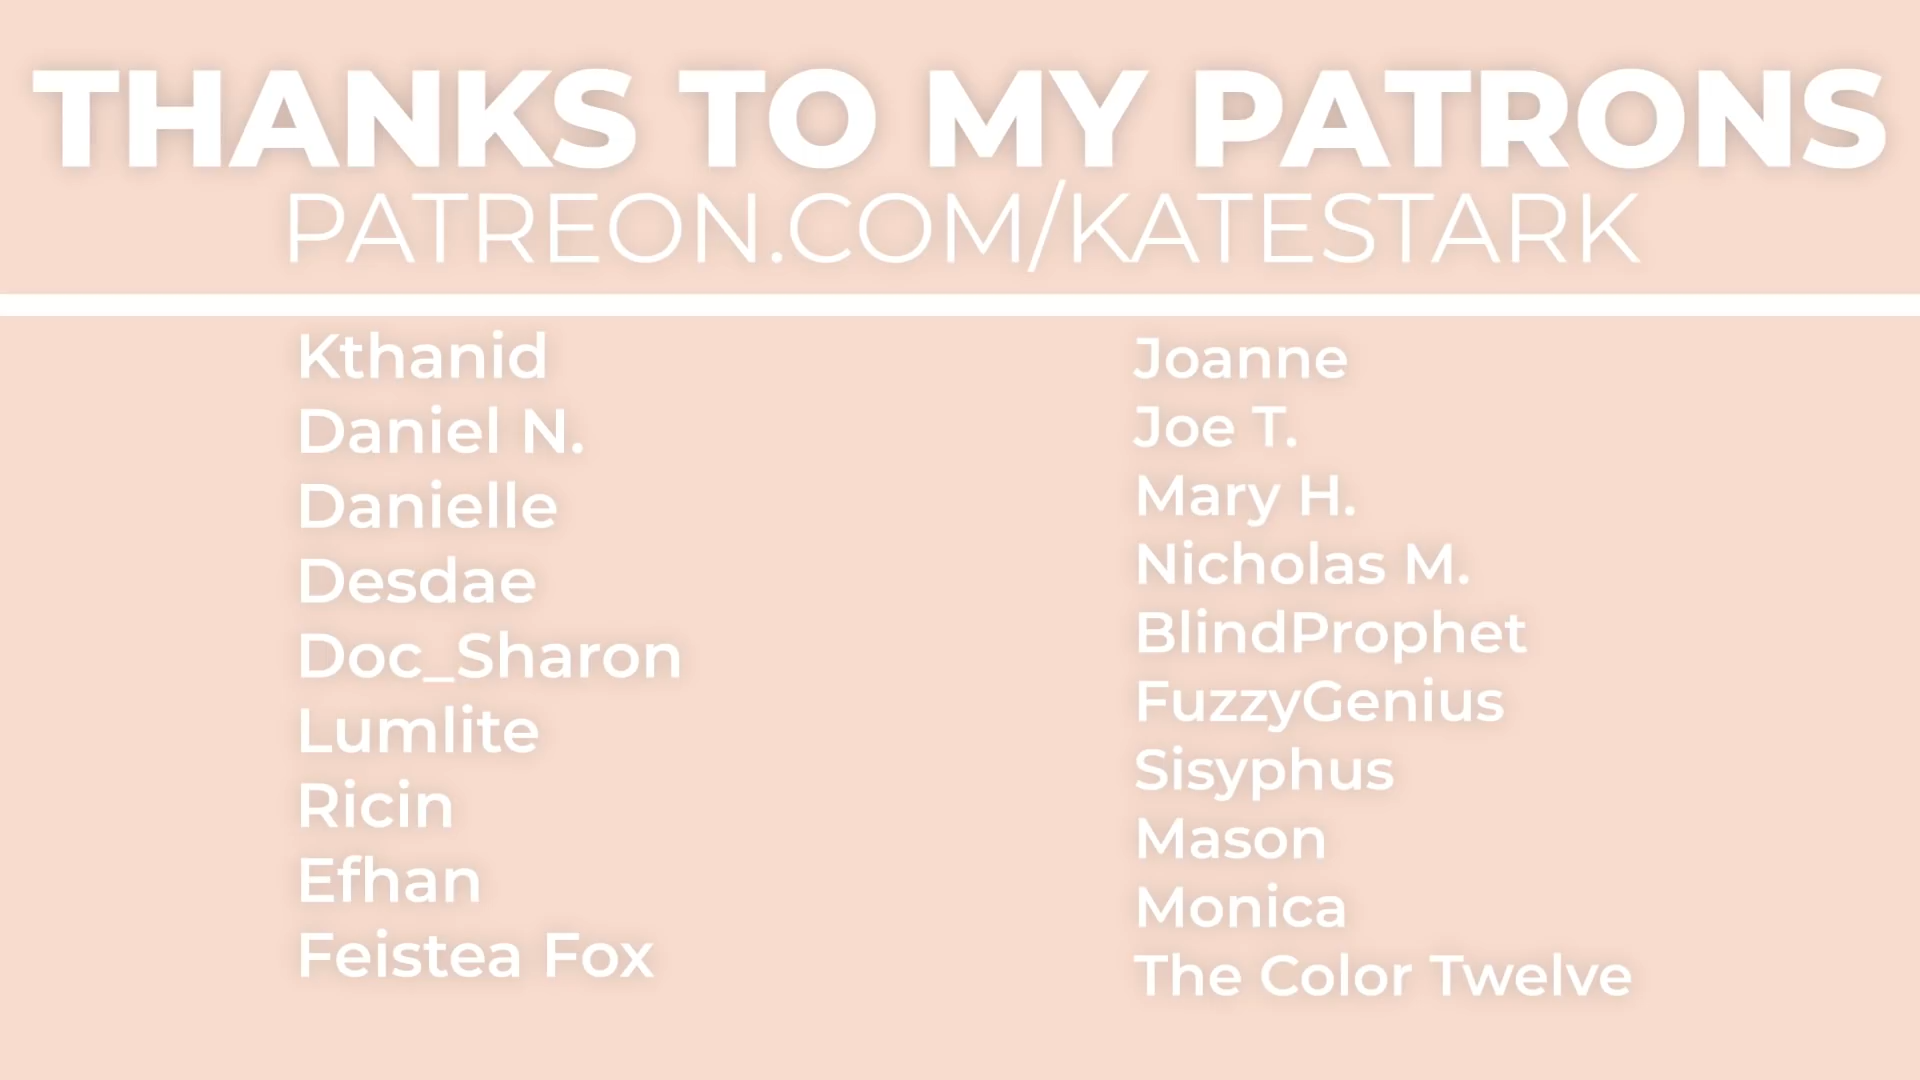 THANKS TO MY PATRONS
PATREON.COM/KATESTARK
Kthanid
Daniel N.
Danielle
Desdae
Doc_Sharon
Lumlite
Ricin
Efhan
Feistea Fox
Joanne
Joe T.
Mary H.
Nicholas M.
BlindProphet
FuzzyGenius
Sisyphus
Mason
Monica
The Color Twelve